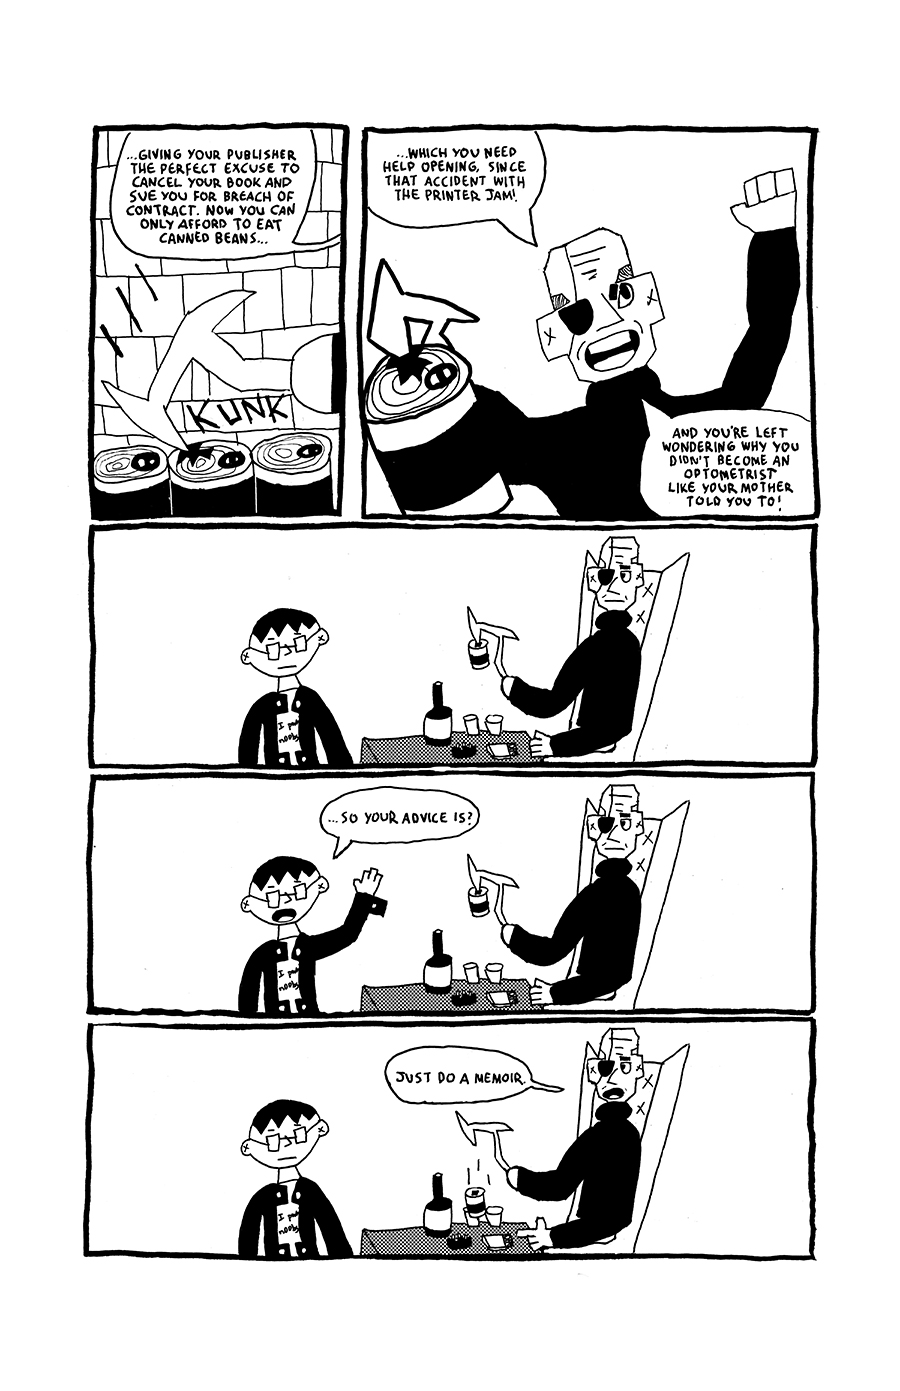 ...GIVING YOUR PUBLISHER
THE PERFECT EXCUSE TO
CANCEL YOUR BOOK AND
SUE YOU FOR BREACH OF
CONTRACT. NOW YOU CAN
ONLY AFFORD TO EAT
CANNED BEANS...
KUNK
...WHICH YOU NEED
HELP OPENING, SINCE
THAT ACCIDENT WITH
THE PRINTER JAM!
AND YOU'RE LEFT
WONDERING WHY YOU
DIDN'T BECOME AN
OPTOMETRIST
LIKE YOUR MOTHER
TOLD YOU TO!
I
...SO YOUR ADVICE IS?
I
JUST DO A MEMOIR.
I